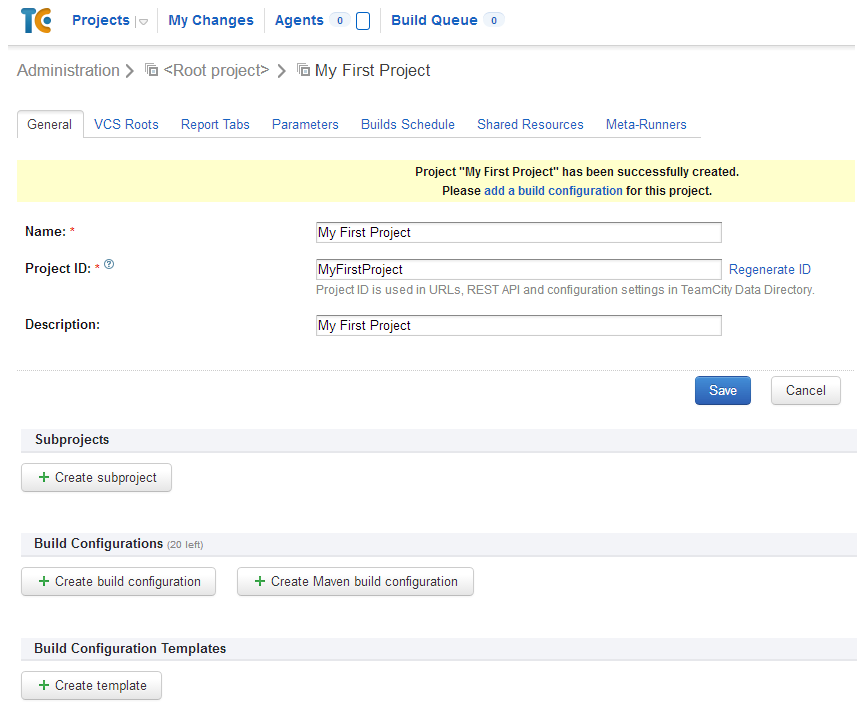 TC Projects My Changes Agents 0 Build Queue 0
Administration <Root project> My First Project
General VCS Roots Report Tabs Parameters Builds Schedule Shared Resources Meta-Runners
Project "My First Project" has been successfully created.
Please add a build configuration for this project.
Name: * My First Project
Project ID: * ? MyFirstProject Regenerate ID
Project ID is used in URLs, REST API and configuration settings in TeamCity Data Directory.
Description: My First Project
Save Cancel
Subprojects
+ Create subproject
Build Configurations (20 left)
+ Create build configuration + Create Maven build configuration
Build Configuration Templates
+ Create template